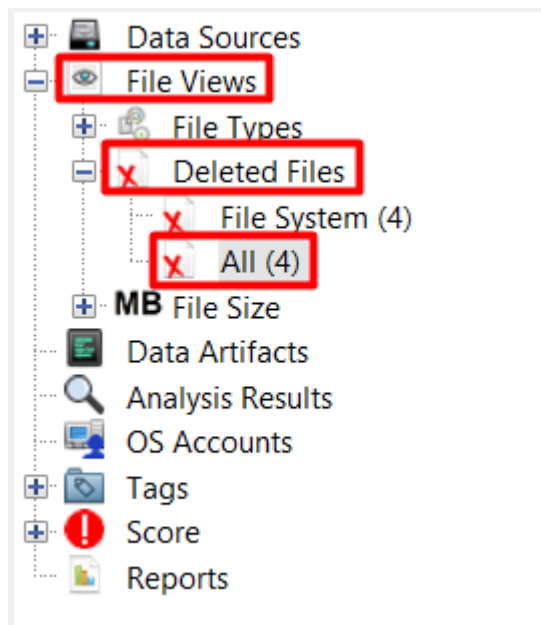 Data Sources
File Views
File Types
Deleted Files
File System (4)
All (4)
MB File Size
Data Artifacts
Analysis Results
OS Accounts
Tags
Score
Reports